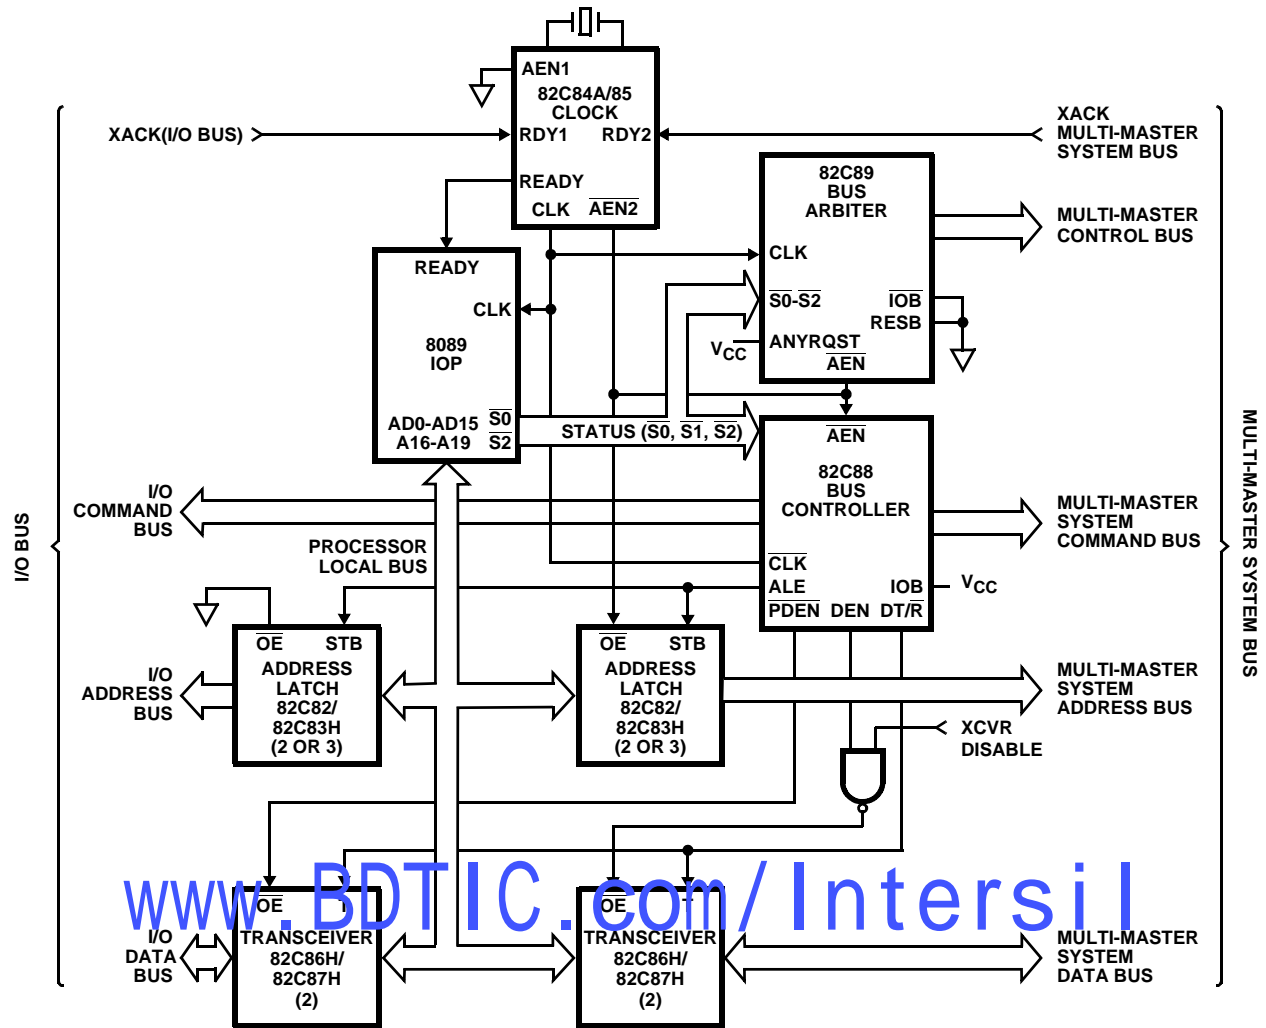 AEN1
82C84A/85
CLOCK
RDY1 RDY2
READY
CLK AEN2
XACK(I/O BUS)
XACK
MULTI-MASTER
SYSTEM BUS
82C89
BUS
ARBITER
CLK
S0-S2
IOB
RESB
ANYRQST
AEN
VCC
MULTI-MASTER
CONTROL BUS
READY
CLK
8089
IOP
AD0-AD15 S0
A16-A19 S2
STATUS (S0, S1, S2)
AEN
82C88
BUS
CONTROLLER
CLK
ALE IOB
PDEN DEN DT/R
VCC
I/O
COMMAND
BUS
MULTI-MASTER
SYSTEM
COMMAND BUS
I/O BUS
MULTI-MASTER SYSTEM BUS
PROCESSOR
LOCAL BUS
OE STB
ADDRESS
LATCH
82C82/
82C83H
(2 OR 3)
OE STB
ADDRESS
LATCH
82C82/
82C83H
(2 OR 3)
I/O
ADDRESS
BUS
MULTI-MASTER
SYSTEM
ADDRESS BUS
XCVR
DISABLE
www.BDTIC.com/Intersil
OE T
TRANSCEIVER
82C86H/
82C87H
(2)
OE T
TRANSCEIVER
82C86H/
82C87H
(2)
I/O
DATA
BUS
MULTI-MASTER
SYSTEM
DATA BUS